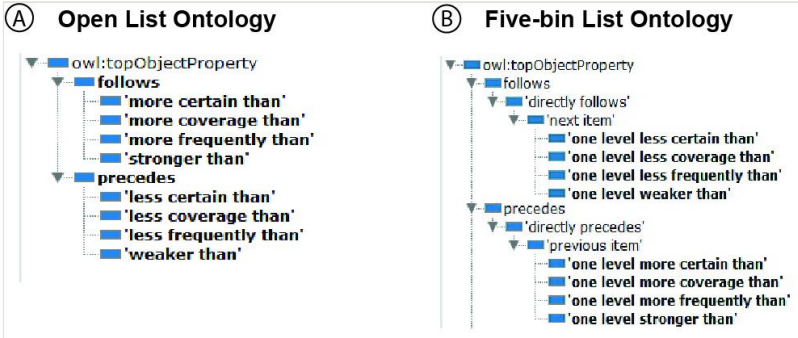 A Open List Ontology
owl:topObjectProperty
follows
'more certain than'
'more coverage than'
'more frequently than'
'stronger than'
precedes
'less certain than'
'less coverage than'
'less frequently than'
'weaker than'
B Five-bin List Ontology
owl:topObjectProperty
follows
'directly follows'
'next item'
'one level less certain than'
'one level less coverage than'
'one level less frequently than'
'one level weaker than'
precedes
'directly precedes'
'previous item'
'one level more certain than'
'one level more coverage than'
'one level more frequently than'
'one level stronger than'